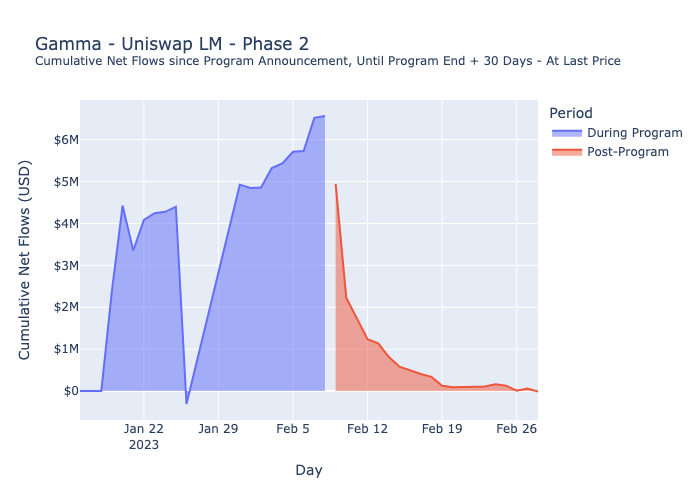 Gamma - Uniswap LM - Phase 2
Cumulative Net Flows since Program Announcement, Until Program End + 30 Days - At Last Price
Period
During Program
Post-Program
Cumulative Net Flows (USD)
$6M
$5M
$4M
$3M
$2M
$1M
$0
Jan 22
2023
Jan 29
Feb 5
Feb 12
Feb 19
Feb 26
Day